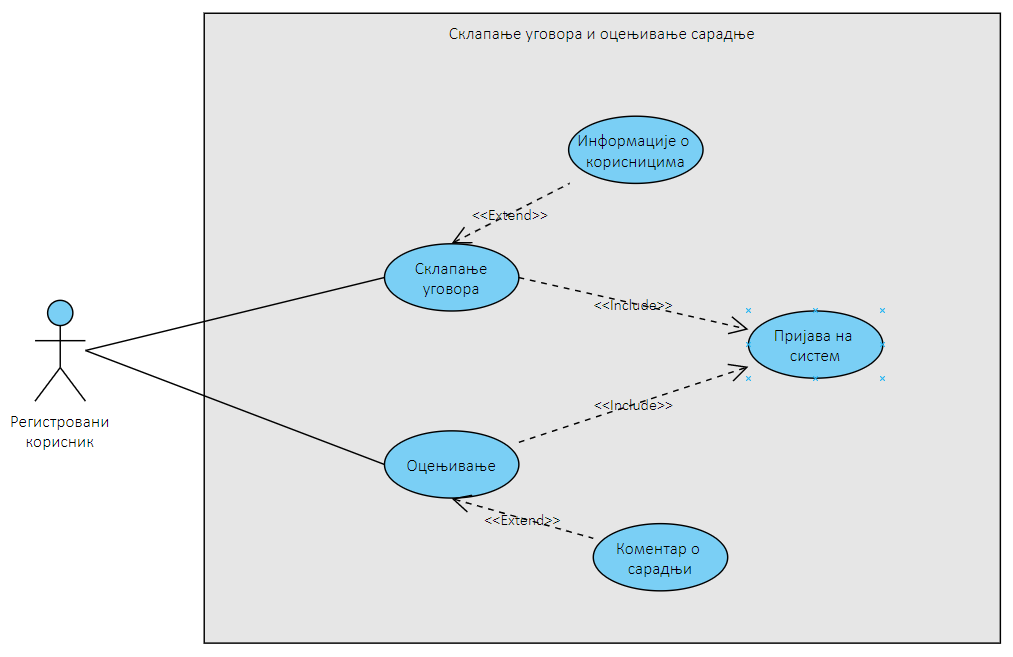 Склапање уговора и оцењивање сарадње
Информације о
корисницима
<<Extend>>
Склапање
уговора
<<Include>>
Пријава на
систем
Регистровани
корисник
<<Include>>
Оцењивање
<<Extend>>
Коментар о
сарадњи